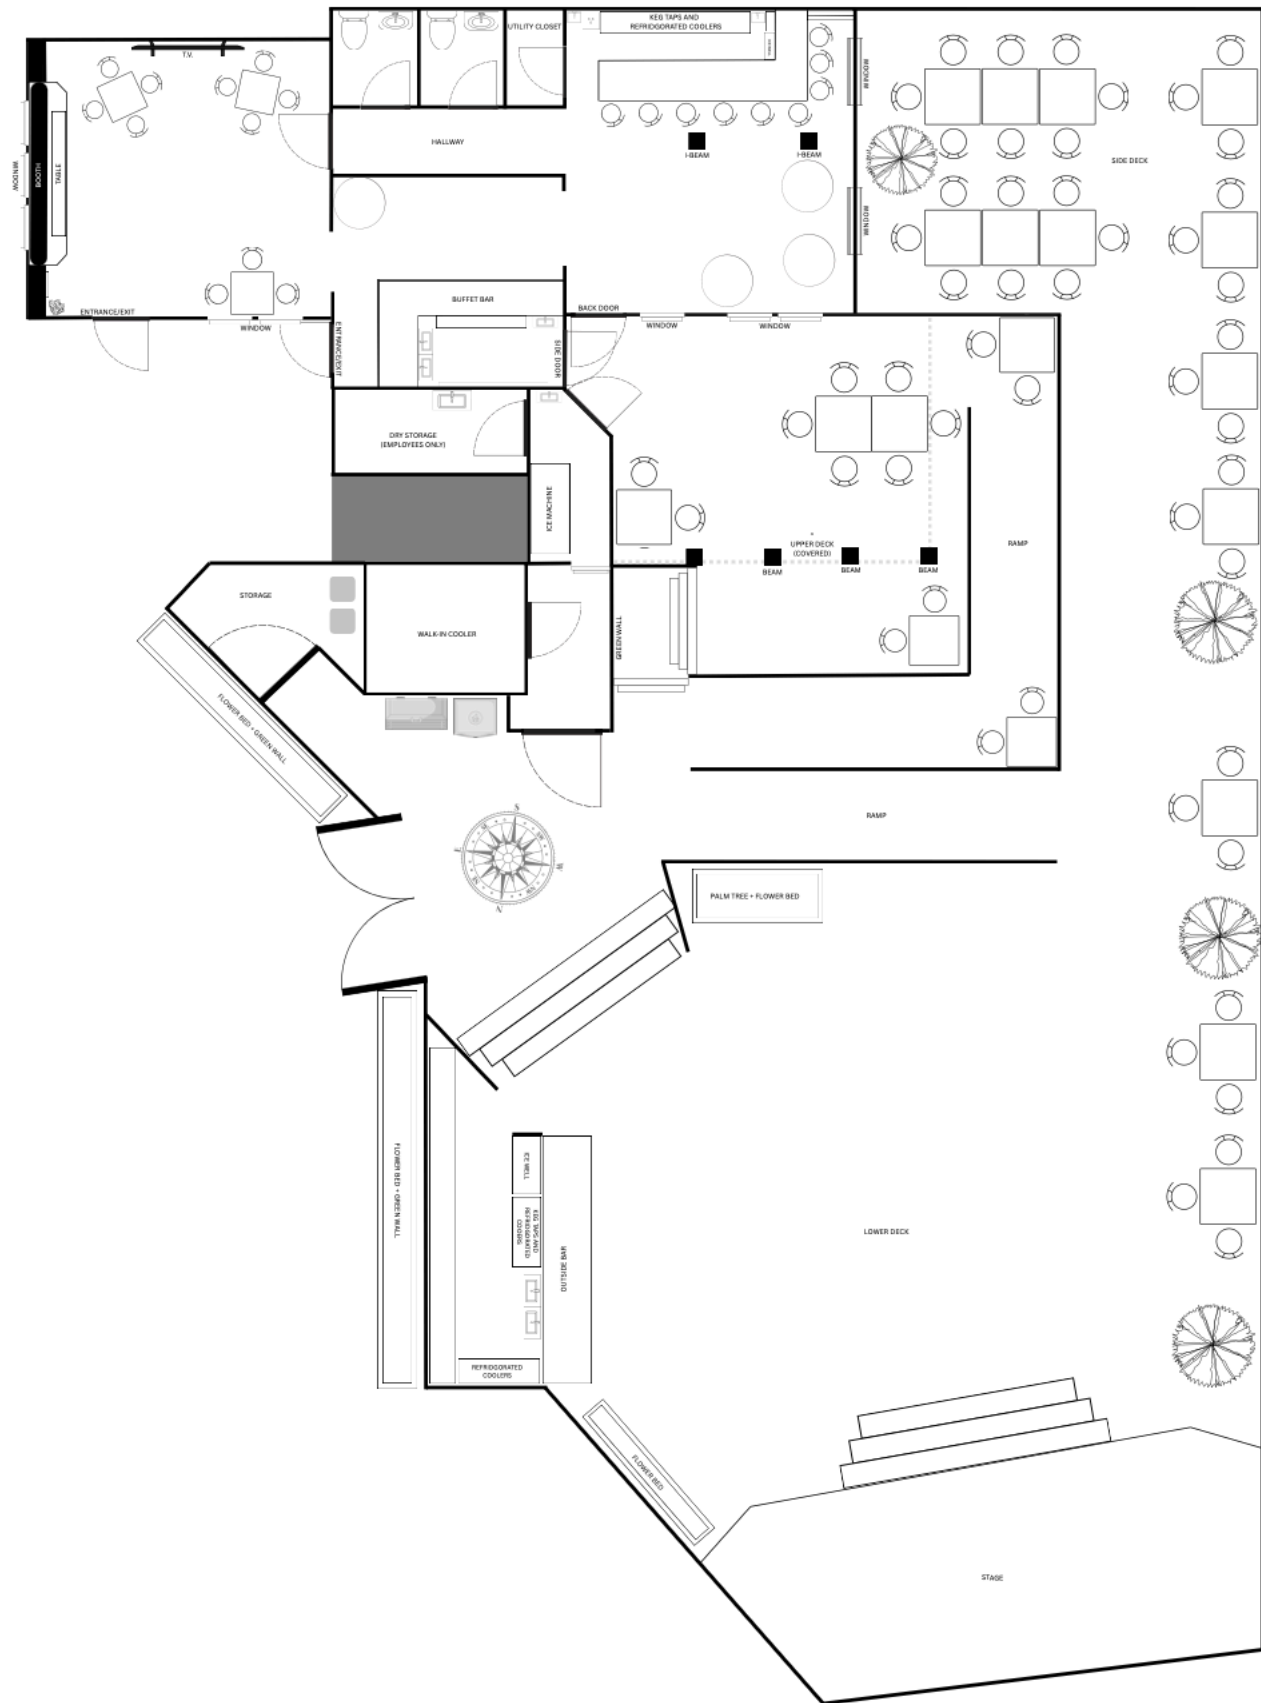 KEG TAPS AND
REFRIDGORATED COOLERS
UTILITY CLOSET
T.V.
HALLWAY
I-BEAM
I-BEAM
WINDOW
WINDOW
SIDE DECK
WINDOW
BOOTH
TABLE
BUFFET BAR
ENTRANCE/EXIT
WINDOW
ENTRANCE/EXIT
SIDE DOOR
BACK DOOR
WINDOW
WINDOW
DRY STORAGE
(EMPLOYEES ONLY)
ICE MACHINE
UPPER DECK
(COVERED)
BEAM
BEAM
BEAM
RAMP
STORAGE
WALK-IN COOLER
GREEN WALL
FLOWER BED + GREEN WALL
S
SW
W
NW
N
NE
E
SE
RAMP
PALM TREE + FLOWER BED
FLOWER BED + GREEN WALL
ICE WELL
KEG TAPS AND
REFRIDGORATED
COOLERS
OUTSIDE BAR
LOWER DECK
REFRIDGORATED
COOLERS
FLOWER BED
STAGE